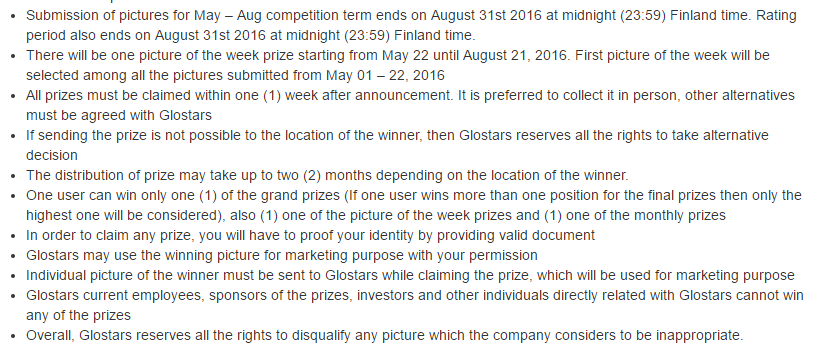 • Submission of pictures for May – Aug competition term ends on August 31st 2016 at midnight (23:59) Finland time. Rating
period also ends on August 31st 2016 at midnight (23:59) Finland time.
• There will be one picture of the week prize starting from May 22 until August 21, 2016. First picture of the week will be
selected among all the pictures submitted from May 01 – 22, 2016
• All prizes must be claimed within one (1) week after announcement. It is preferred to collect it in person, other alternatives
must be agreed with Glostars
• If sending the prize is not possible to the location of the winner, then Glostars reserves all the rights to take alternative
decision
• The distribution of prize may take up to two (2) months depending on the location of the winner.
• One user can win only one (1) of the grand prizes (If one user wins more than one position for the final prizes then only the
highest one will be considered), also (1) one of the picture of the week prizes and (1) one of the monthly prizes
• In order to claim any prize, you will have to proof your identity by providing valid document
• Glostars may use the winning picture for marketing purpose with your permission
• Individual picture of the winner must be sent to Glostars while claiming the prize, which will be used for marketing purpose
• Glostars current employees, sponsors of the prizes, investors and other individuals directly related with Glostars cannot win
any of the prizes
• Overall, Glostars reserves all the rights to disqualify any picture which the company considers to be inappropriate.